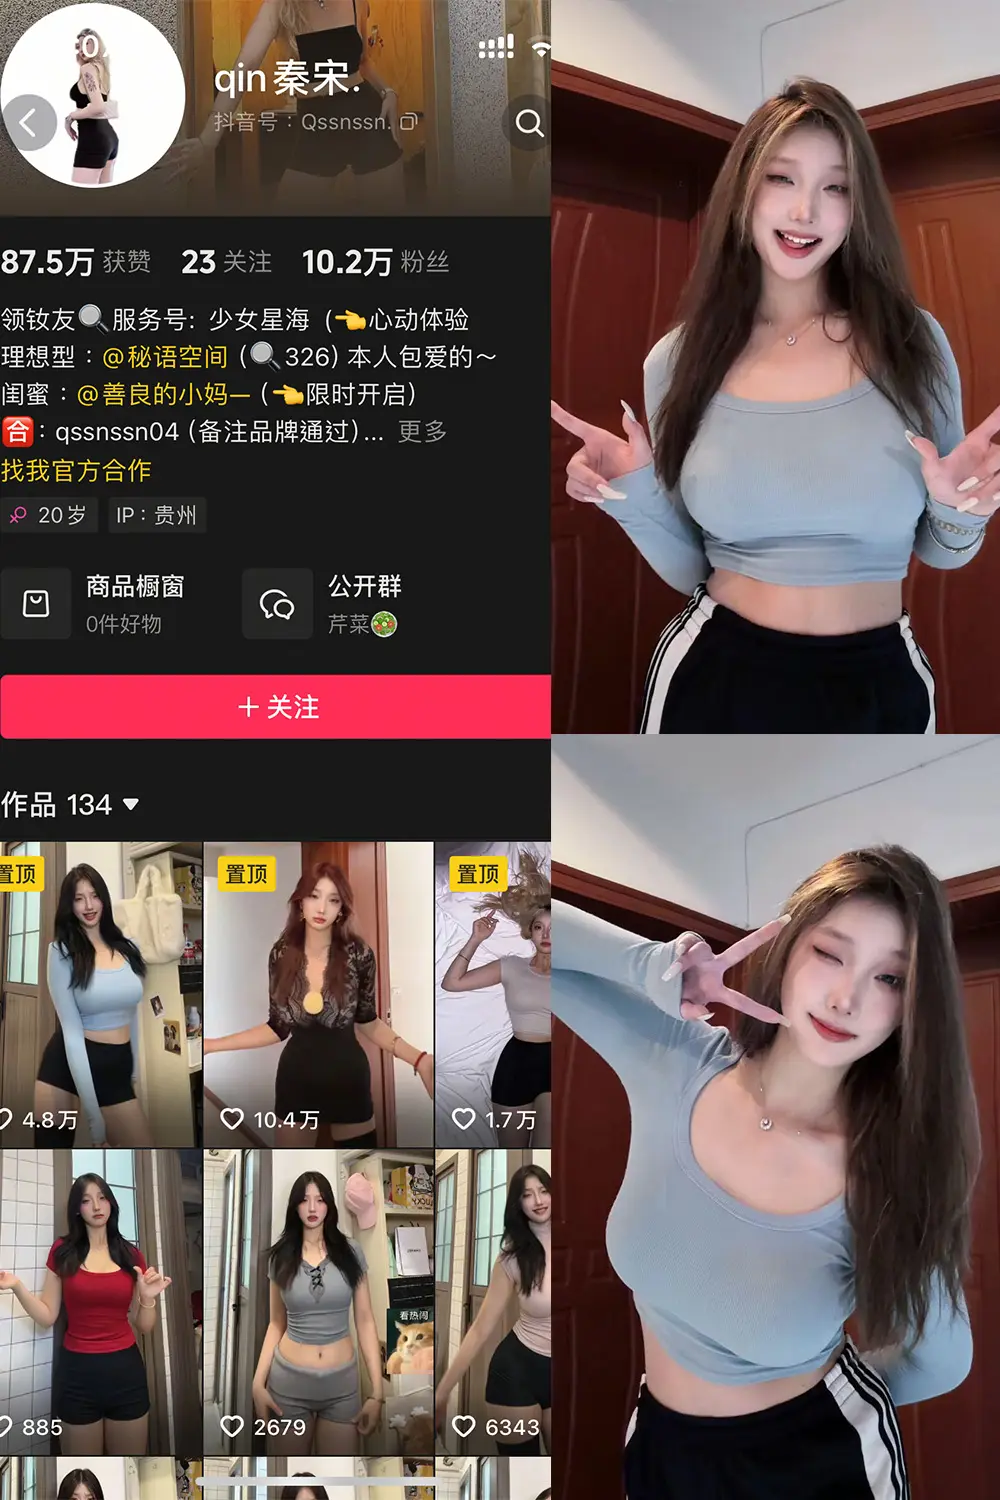 qin秦宋.
抖音号：Qssnssn.
87.5万 获赞 23 关注 10.2万 粉丝
领钕友🔍服务号: 少女星海 (👈心动体验
理想型：@秘语空间 (🔍326) 本人包爱的～
闺蜜：@善良的小妈— (👈限时开启)
🈴：qssnssn04 (备注品牌通过)... 更多
找我官方合作
20岁 IP：贵州
商品橱窗 公开群
0件好物 芹菜🥗
+ 关注
作品 134
置顶 置顶 置顶
4.8万 10.4万 1.7万
看热闹
885 2679 6343